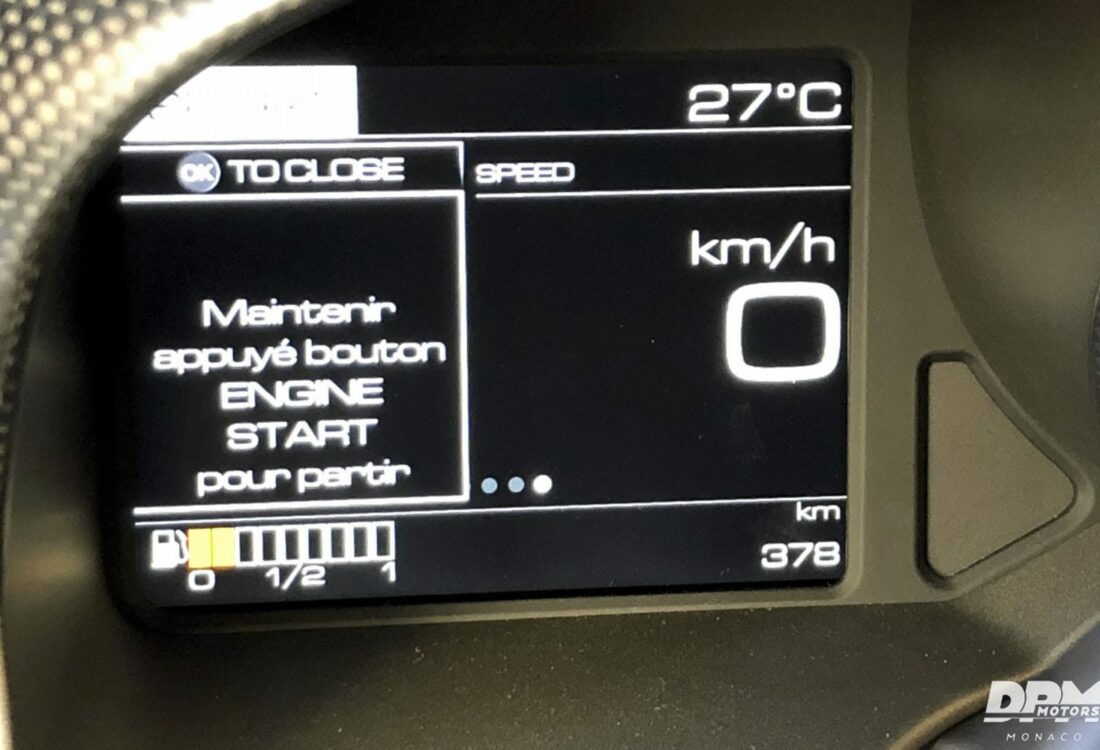 27°C
OK TO CLOSE
SPEED
Maintenir
appuyé bouton
ENGINE
START
pour partir
km/h
0
0 1/2 1
km
378
DPM
MOTORS
MONACO